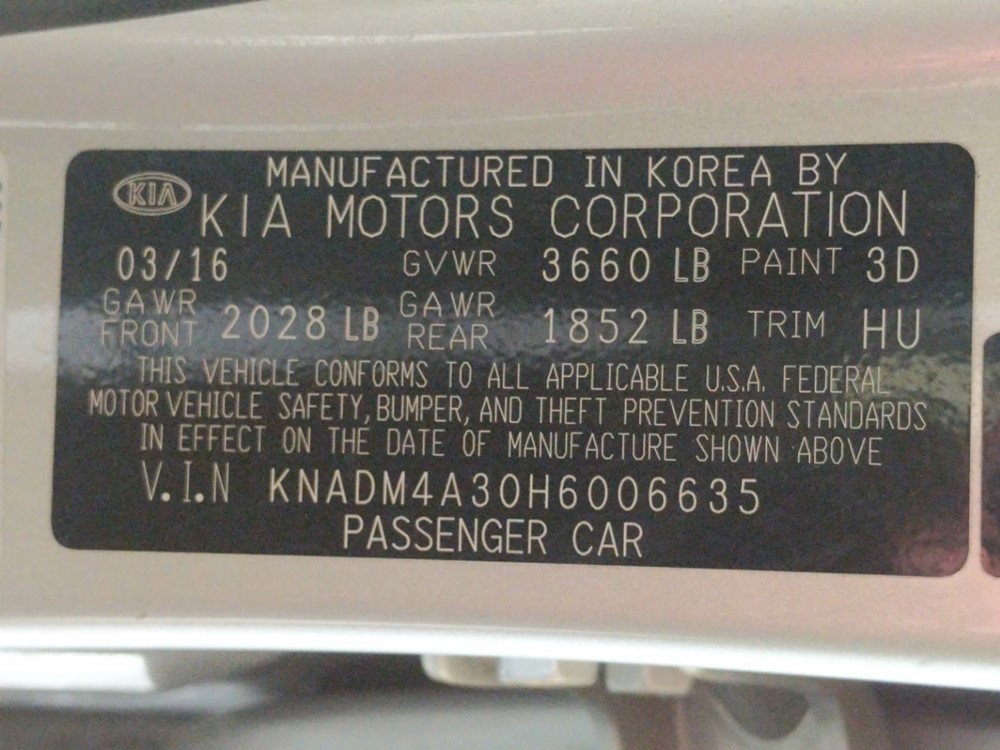 MANUFACTURED IN KOREA BY
KIA KIA MOTORS CORPORATION
03/16 GVWR 3660 LB PAINT 3D
GAWR FRONT 2028 LB GAWR REAR 1852 LB TRIM HU
THIS VEHICLE CONFORMS TO ALL APPLICABLE U.S.A. FEDERAL
MOTOR VEHICLE SAFETY, BUMPER, AND THEFT PREVENTION STANDARDS
IN EFFECT ON THE DATE OF MANUFACTURE SHOWN ABOVE
V.I.N KNADM4A30H6006635
PASSENGER CAR